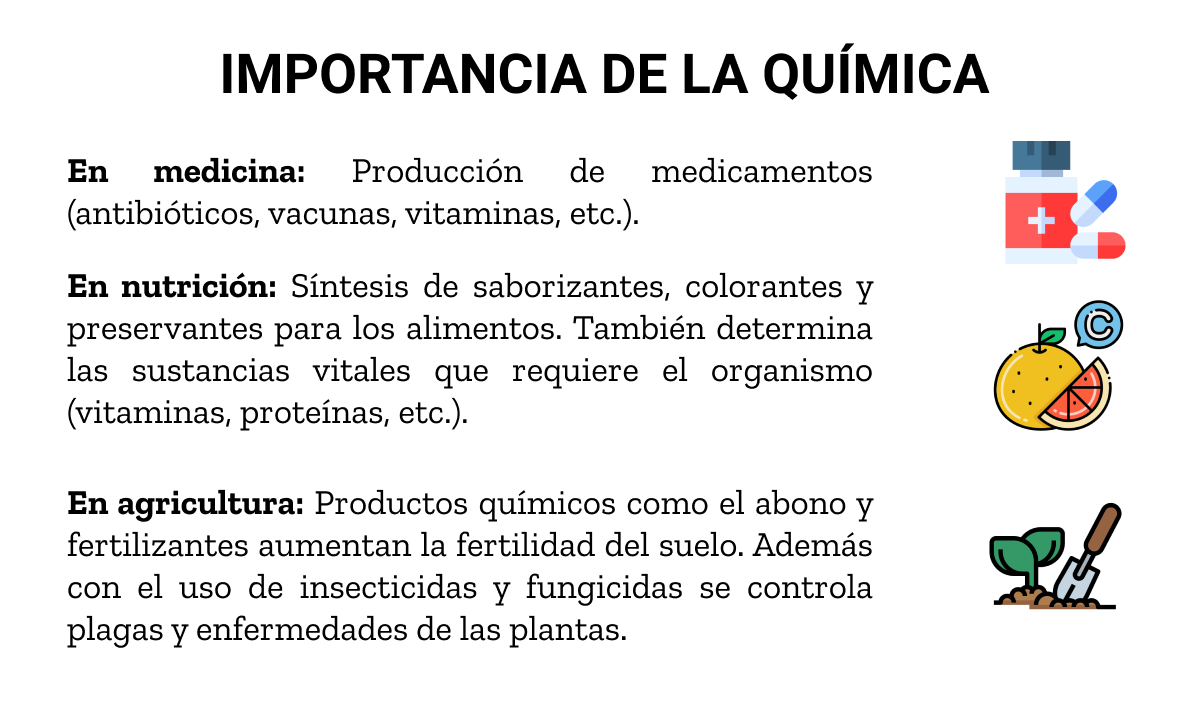 IMPORTANCIA DE LA QUÍMICA
En medicina: Producción de medicamentos
(antibióticos, vacunas, vitaminas, etc.).
En nutrición: Síntesis de saborizantes, colorantes y
preservantes para los alimentos. También determina
las sustancias vitales que requiere el organismo
(vitaminas, proteínas, etc.).
C
En agricultura: Productos químicos como el abono y
fertilizantes aumentan la fertilidad del suelo. Además
con el uso de insecticidas y fungicidas se controla
plagas y enfermedades de las plantas.